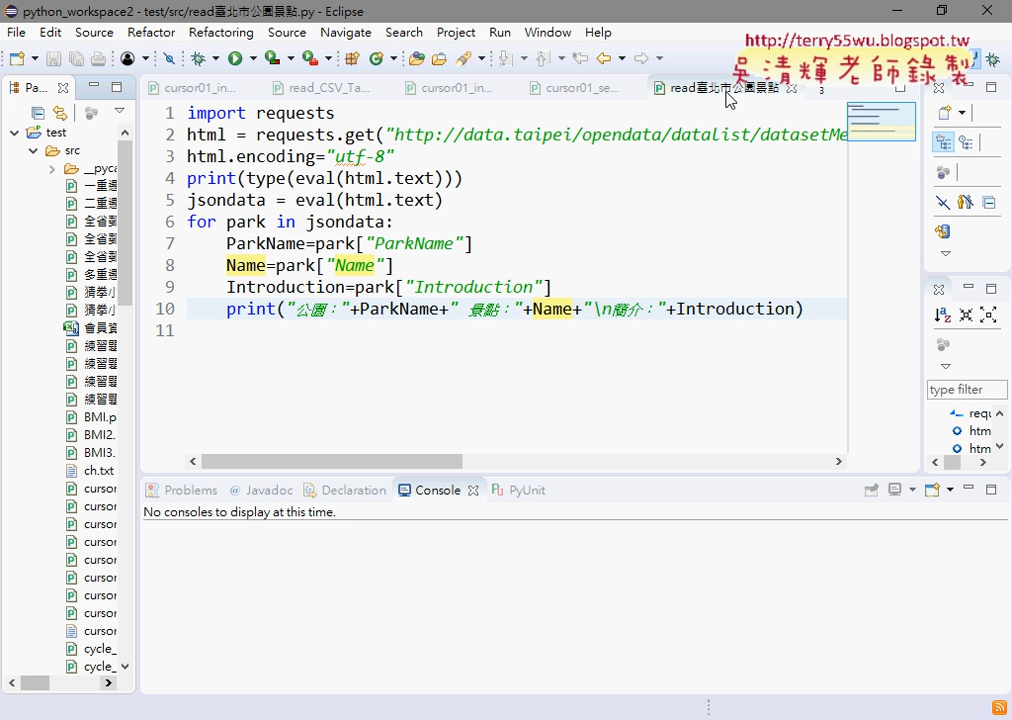 python_workspace2 - test/src/read臺北市公園景點.py - Eclipse
File Edit Source Refactor Refactoring Source Navigate Search Project Run Window Help
http://terry55wu.blogspot.tw
吳清輝老師錄製
Pa...
cursor01_in... read_CSV_Ta... cursor01_in... cursor01_se... read臺北市公園景點 3
test
src
__pyca
一重迴
二重迴
全省郵
全省郵
全省郵
多重迴
猜拳小
猜拳小
會員資
練習題
練習題
練習題
練習題
BMI.p
BMI2.
BMI3.
ch.txt
cursor
cursor
cursor
cursor
cursor
cursor
cursor
cursor
cursor
cycle_
cycle_
1 import requests
2 html = requests.get("http://data.taipei/opendata/datalist/datasetMe
3 html.encoding="utf-8"
4 print(type(eval(html.text)))
5 jsondata = eval(html.text)
6 for park in jsondata:
7 ParkName=park["ParkName"]
8 Name=park["Name"]
9 Introduction=park["Introduction"]
10 print("公園："+ParkName+" 景點："+Name+"\n簡介："+Introduction)
11
type filter
requ
htm
htm
Problems @ Javadoc Declaration Console PyUnit
No consoles to display at this time.